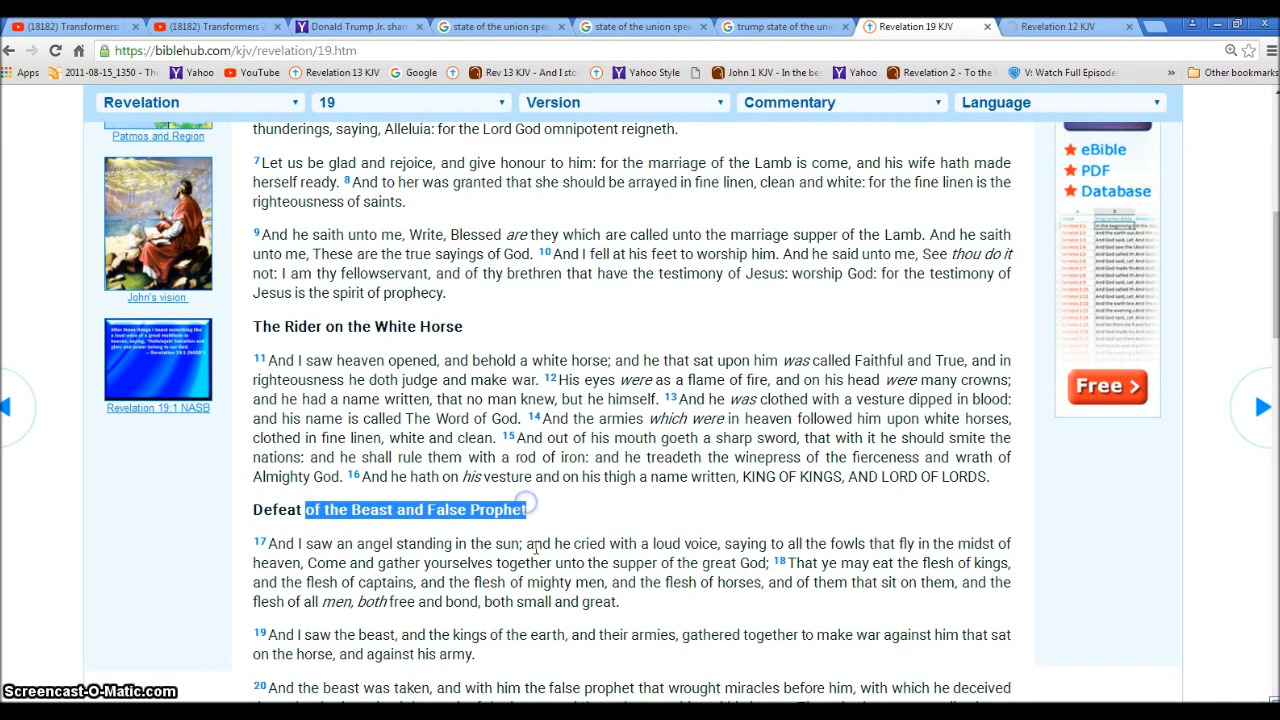 (18182) Transformers:
(18182) Transformers 2
Donald Trump Jr. shar
state of the union spe
state of the union spe
trump state of the uni
Revelation 19 KJV
Revelation 12 KJV
https://biblehub.com/kjv/revelation/19.htm
Apps
2011-08-15_1350 - Th
Yahoo
YouTube
Revelation 13 KJV
Google
Rev 13 KJV - And I sto
Yahoo Style
John 1 KJV - In the be
Yahoo
Revelation 2 - To the
V: Watch Full Episode
»
Other bookmarks
Revelation
19
Version
Commentary
Language
Patmos and Region
John's vision
After these things I heard something
like a loud voice of a great multitude in
heaven, saying, "Hallelujah! Salvation and
glory and power belong to our God.
Revelation 19:1 NASB
thunderings, saying, Alleluia: for the Lord God omnipotent reigneth.
7Let us be glad and rejoice, and give honour to him: for the marriage of the Lamb is come, and his wife hath made
herself ready. 8And to her was granted that she should be arrayed in fine linen, clean and white: for the fine linen is the
righteousness of saints.
9And he saith unto me, Write, Blessed are they which are called unto the marriage supper of the Lamb. And he saith
unto me, These are the true sayings of God. 10And I fell at his feet to worship him. And he said unto me, See thou do it
not: I am thy fellowservant, and of thy brethren that have the testimony of Jesus: worship God: for the testimony of
Jesus is the spirit of prophecy.
The Rider on the White Horse
11And I saw heaven opened, and behold a white horse; and he that sat upon him was called Faithful and True, and in
righteousness he doth judge and make war. 12His eyes were as a flame of fire, and on his head were many crowns;
and he had a name written, that no man knew, but he himself. 13And he was clothed with a vesture dipped in blood:
and his name is called The Word of God. 14And the armies which were in heaven followed him upon white horses,
clothed in fine linen, white and clean. 15And out of his mouth goeth a sharp sword, that with it he should smite the
nations: and he shall rule them with a rod of iron: and he treadeth the winepress of the fierceness and wrath of
Almighty God. 16And he hath on his vesture and on his thigh a name written, KING OF KINGS, AND LORD OF LORDS.
Defeat of the Beast and False Prophet
17And I saw an angel standing in the sun; and he cried with a loud voice, saying to all the fowls that fly in the midst of
heaven, Come and gather yourselves together unto the supper of the great God; 18That ye may eat the flesh of kings,
and the flesh of captains, and the flesh of mighty men, and the flesh of horses, and of them that sit on them, and the
flesh of all men, both free and bond, both small and great.
19And I saw the beast, and the kings of the earth, and their armies, gathered together to make war against him that sat
on the horse, and against his army.
20And the beast was taken, and with him the false prophet that wrought miracles before him, with which he deceived
eBible
PDF
Database
Free >
Screencast-O-Matic.com